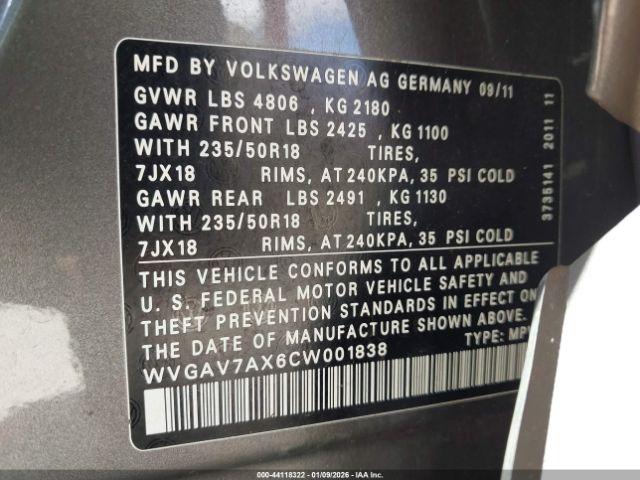 MFD BY VOLKSWAGEN AG GERMANY 09/11
GVWR LBS 4806 , KG 2180
GAWR FRONT LBS 2425 , KG 1100
WITH 235/50R18 TIRES,
7JX18 RIMS, AT 240KPA, 35 PSI COLD
GAWR REAR LBS 2491 , KG 1130
WITH 235/50R18 TIRES,
7JX18 RIMS, AT 240KPA, 35 PSI COLD
THIS VEHICLE CONFORMS TO ALL APPLICABLE
U. S. FEDERAL MOTOR VEHICLE SAFETY AND
THEFT PREVENTION STANDARDS IN EFFECT ON
THE DATE OF MANUFACTURE SHOWN ABOVE.
WVGAV7AX6CW001838 TYPE: MPV
3735141 2011 11
000-44118322 - 01/09/2026 - IAA Inc.